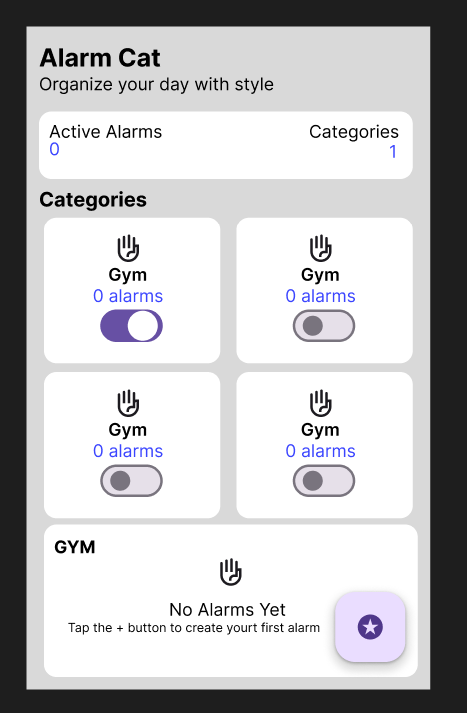 Alarm Cat
Organize your day with style
Active Alarms Categories
0 1
Categories
Gym Gym
0 alarms 0 alarms
Gym Gym
0 alarms 0 alarms
GYM
No Alarms Yet
Tap the + button to create yourt first alarm